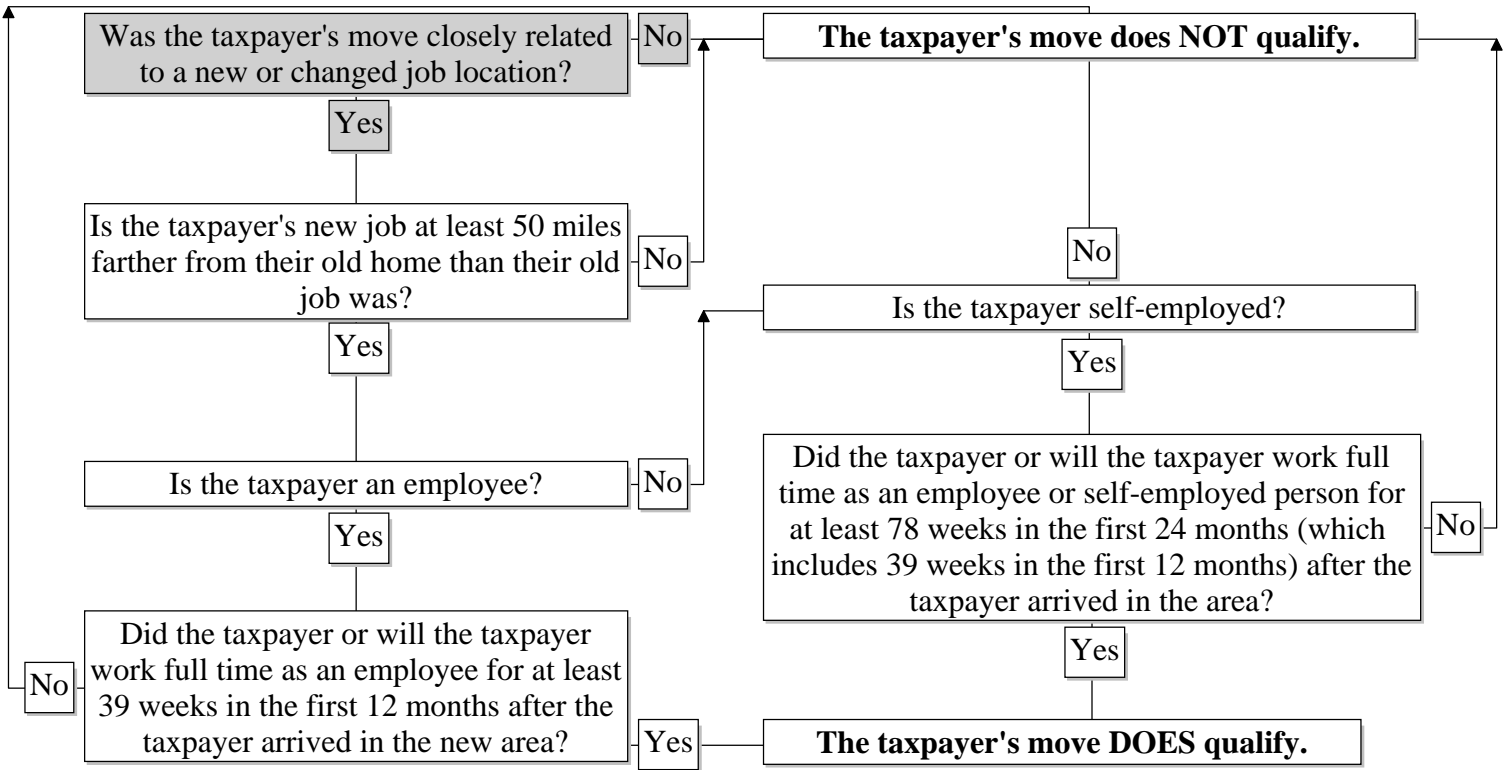 Was the taxpayer's move closely related
to a new or changed job location?
No
Yes
Is the taxpayer's new job at least 50 miles
farther from their old home than their old
job was?
No
Yes
Is the taxpayer an employee?
No
Yes
Did the taxpayer or will the taxpayer
work full time as an employee for at least
39 weeks in the first 12 months after the
taxpayer arrived in the new area?
No
Yes
The taxpayer's move does NOT qualify.
No
Is the taxpayer self-employed?
Yes
Did the taxpayer or will the taxpayer work full
time as an employee or self-employed person for
at least 78 weeks in the first 24 months (which
includes 39 weeks in the first 12 months) after the
taxpayer arrived in the area?
No
Yes
The taxpayer's move DOES qualify.